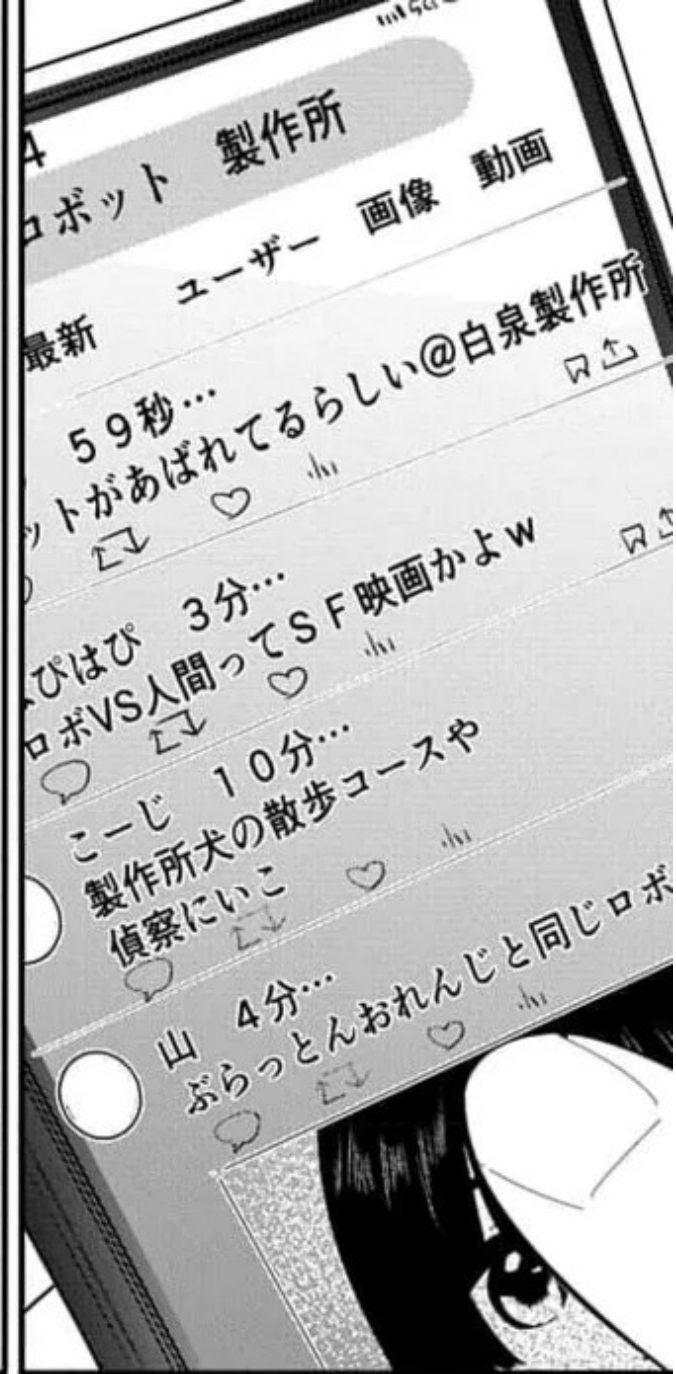 4
ロボット 製作所
最新 ユーザー 画像 動画
59秒…
ットがあばれてるらしい@白泉製作所
ぴはぴ 3分…
ロボVS人間ってSF映画かよw
こーじ 10分…
製作所犬の散歩コースや
偵察にいこ
山 4分…
ぶらっとんおれんじと同じロボ